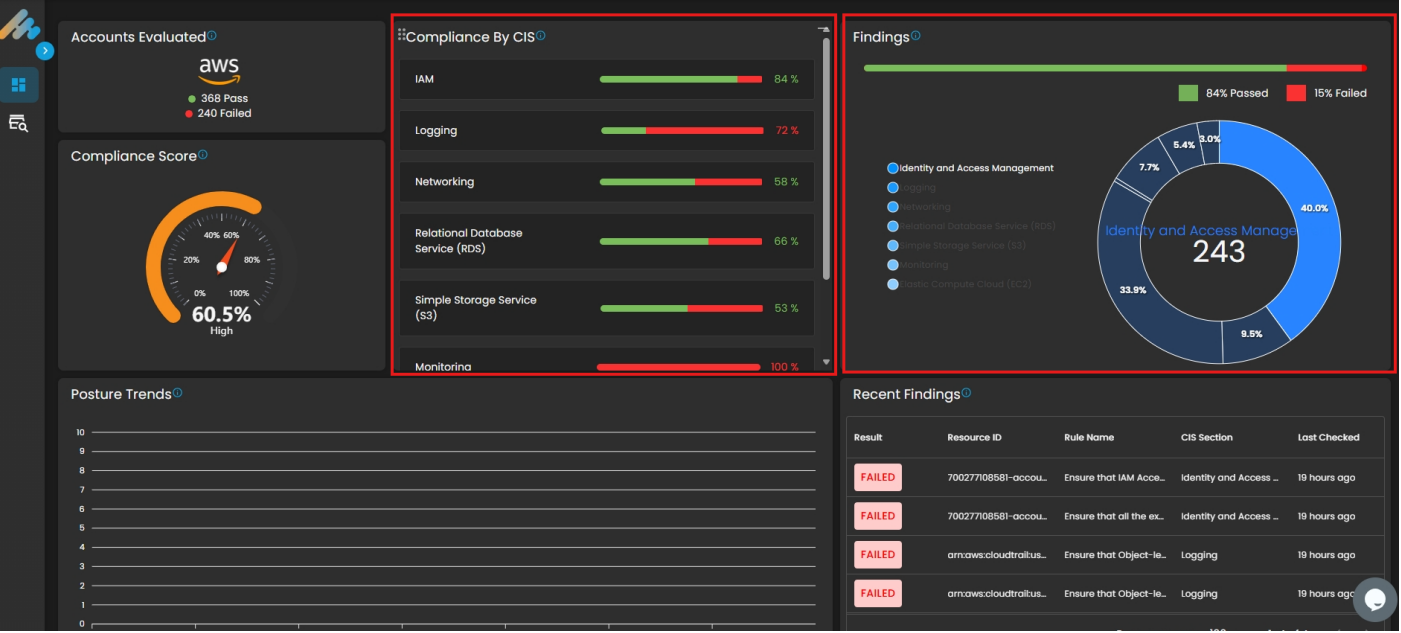 Accounts Evaluated
aws
368 Pass
240 Failed
Compliance Score
40% 60%
20% 80%
0% 100%
60.5%
High
Compliance By CIS
IAM 84 %
Logging 72 %
Networking 58 %
Relational Database
Service (RDS) 66 %
Simple Storage Service
(S3) 53 %
Monitoring 100 %
Findings
84% Passed 15% Failed
Identity and Access Management
Logging
Networking
Relational Database Service (RDS)
Simple Storage Service (S3)
Monitoring
Elastic Compute Cloud (EC2)
3.0%
5.4%
7.7%
40.0%
33.9%
9.5%
Identity and Access Manage
243
Posture Trends
10
9
8
7
6
5
4
3
2
1
0
Recent Findings
Result Resource ID Rule Name CIS Section Last Checked
FAILED 700277108581-accou... Ensure that IAM Acce... Identity and Access ... 19 hours ago
FAILED 700277108581-accou... Ensure that all the ex... Identity and Access ... 19 hours ago
FAILED arn:aws:cloudtrail:us... Ensure that Object-le... Logging 19 hours ago
FAILED arn:aws:cloudtrail:us... Ensure that Object-le... Logging 19 hours ago